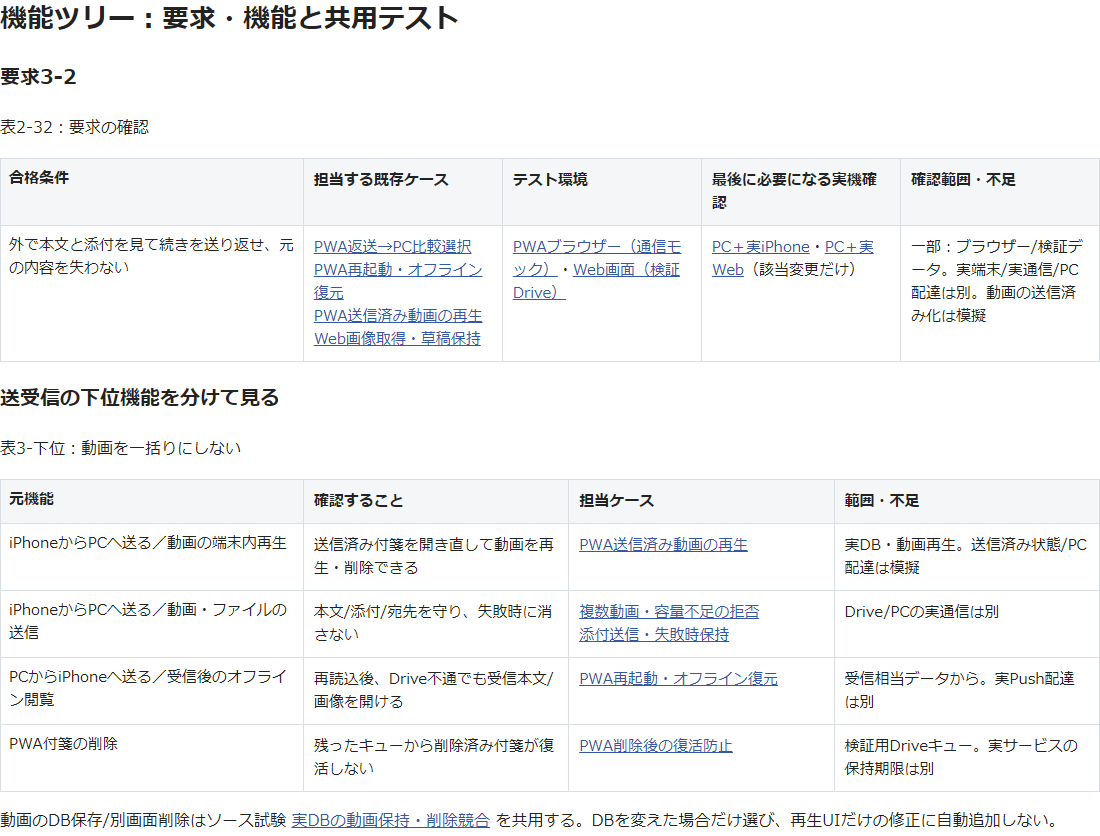 機能ツリー：要求・機能と共用テスト
要求3-2
表2-32：要求の確認
合格条件
担当する既存ケース
テスト環境
最後に必要になる実機確
認
確認範囲・不足
外で本文と添付を見て続きを送り返せ、元
の内容を失わない
PWA返送→PC比較選択
PWA再起動・オフライン
復元
PWA送信済み動画の再生
Web画像取得・草稿保持
PWAブラウザー（通信モ
ック）・Web画面（検証
Drive）
PC＋実iPhone・PC＋実
Web（該当変更だけ）
一部：ブラウザー/検証デ
ータ。実端末/実通信/PC
配達は別。動画の送信済
み化は模擬
送受信の下位機能を分けて見る
表3-下位：動画を一括りにしない
元機能
確認すること
担当ケース
範囲・不足
iPhoneからPCへ送る／動画の端末内再生
送信済み付箋を開き直して動画を再
生・削除できる
PWA送信済み動画の再生
実DB・動画再生。送信済み状態/PC
配達は模擬
iPhoneからPCへ送る／動画・ファイルの
送信
本文/添付/宛先を守り、失敗時に消
さない
複数動画・容量不足の拒否
添付送信・失敗時保持
Drive/PCの実通信は別
PCからiPhoneへ送る／受信後のオフライ
ン閲覧
再読込後、Drive不通でも受信本文/
画像を開ける
PWA再起動・オフライン復元
受信相当データから。実Push配達
は別
PWA付箋の削除
残ったキューから削除済み付箋が復
活しない
PWA削除後の復活防止
検証用Driveキュー。実サービスの
保持期限は別
動画のDB保存/別画面削除はソース試験 実DBの動画保持・削除競合 を共用する。DBを変えた場合だけ選び、再生UIだけの修正に自動追加しない。